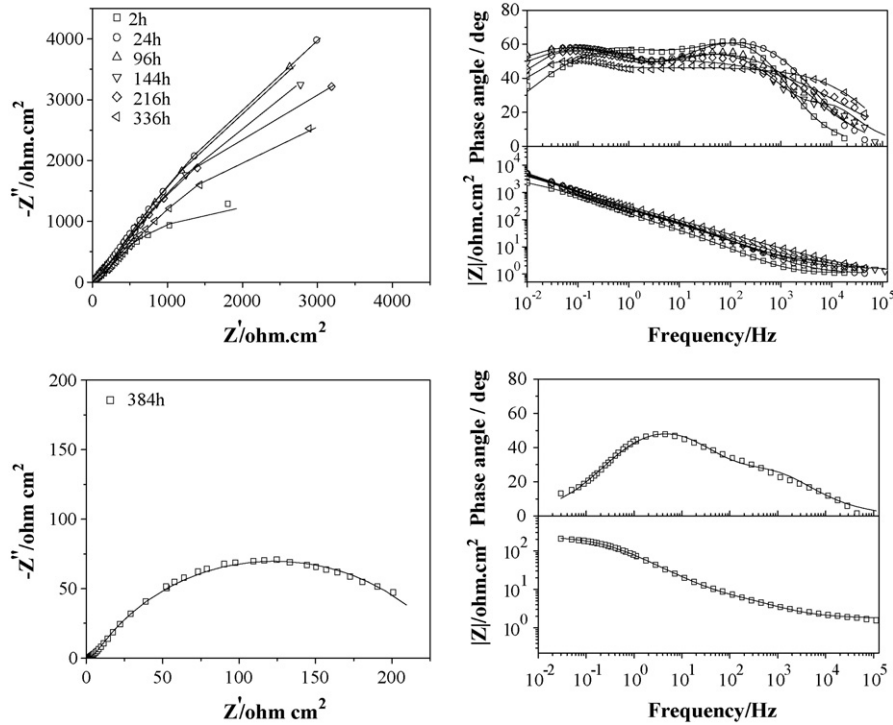 4000
3000
2000
1000
0
-Z''/ohm.cm²
2h
24h
96h
144h
216h
336h
0 1000 2000 3000 4000
Z'/ohm.cm²
80
60
40
20
0
Phase angle / deg
10⁴
10³
10²
10¹
10⁰
|Z|/ohm.cm²
10⁻² 10⁻¹ 10⁰ 10¹ 10² 10³ 10⁴ 10⁵
Frequency/Hz
200
150
100
50
0
-Z''/ohm cm²
384h
0 50 100 150 200
Z'/ohm cm²
80
60
40
20
0
Phase angle / deg
10²
10¹
10⁰
|Z|/ohm.cm²
10⁻² 10⁻¹ 10⁰ 10¹ 10² 10³ 10⁴ 10⁵
Frequency/Hz